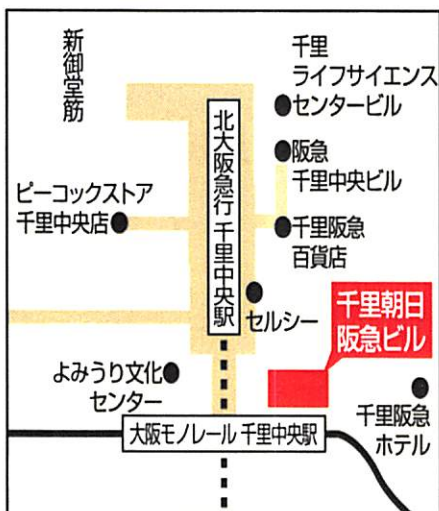 新御堂筋
千里
ライフサイエンス
センタービル
阪急
千里中央ビル
北大阪急行 千里中央駅
ピーコックストア
千里中央店
千里阪急
百貨店
セルシー
千里朝日
阪急ビル
よみうり文化
センター
千里阪急
ホテル
大阪モノレール 千里中央駅